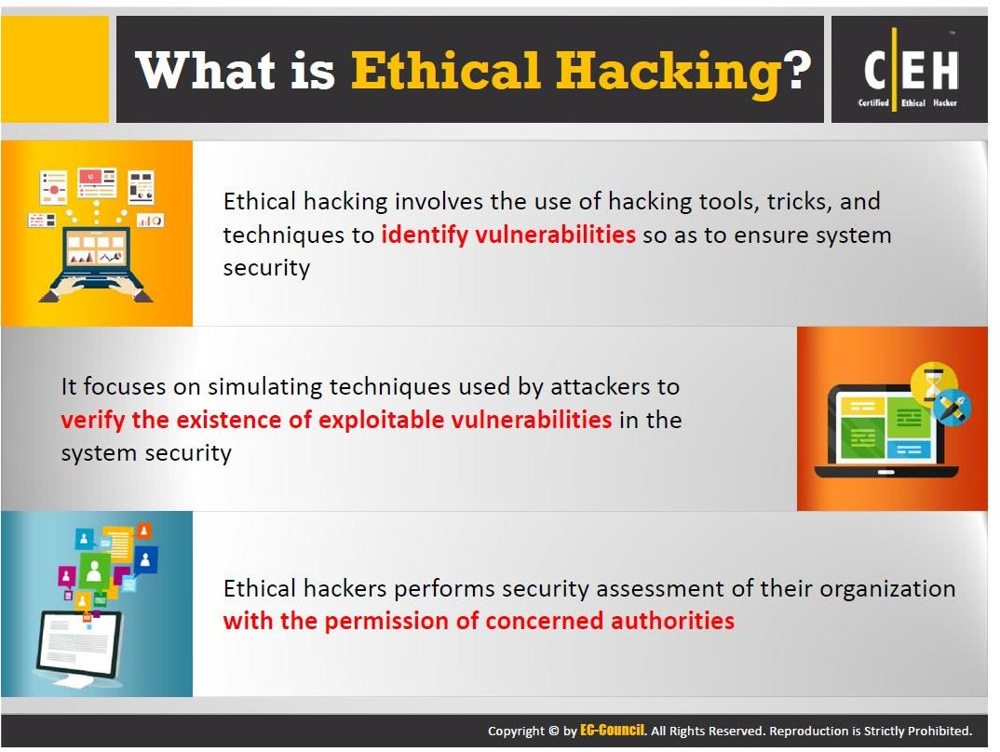 What is Ethical Hacking?
C|EH
Certified Ethical Hacker
Ethical hacking involves the use of hacking tools, tricks, and
techniques to identify vulnerabilities so as to ensure system
security
It focuses on simulating techniques used by attackers to
verify the existence of exploitable vulnerabilities in the
system security
Ethical hackers performs security assessment of their organization
with the permission of concerned authorities
Copyright © by EC-Council. All Rights Reserved. Reproduction is Strictly Prohibited.